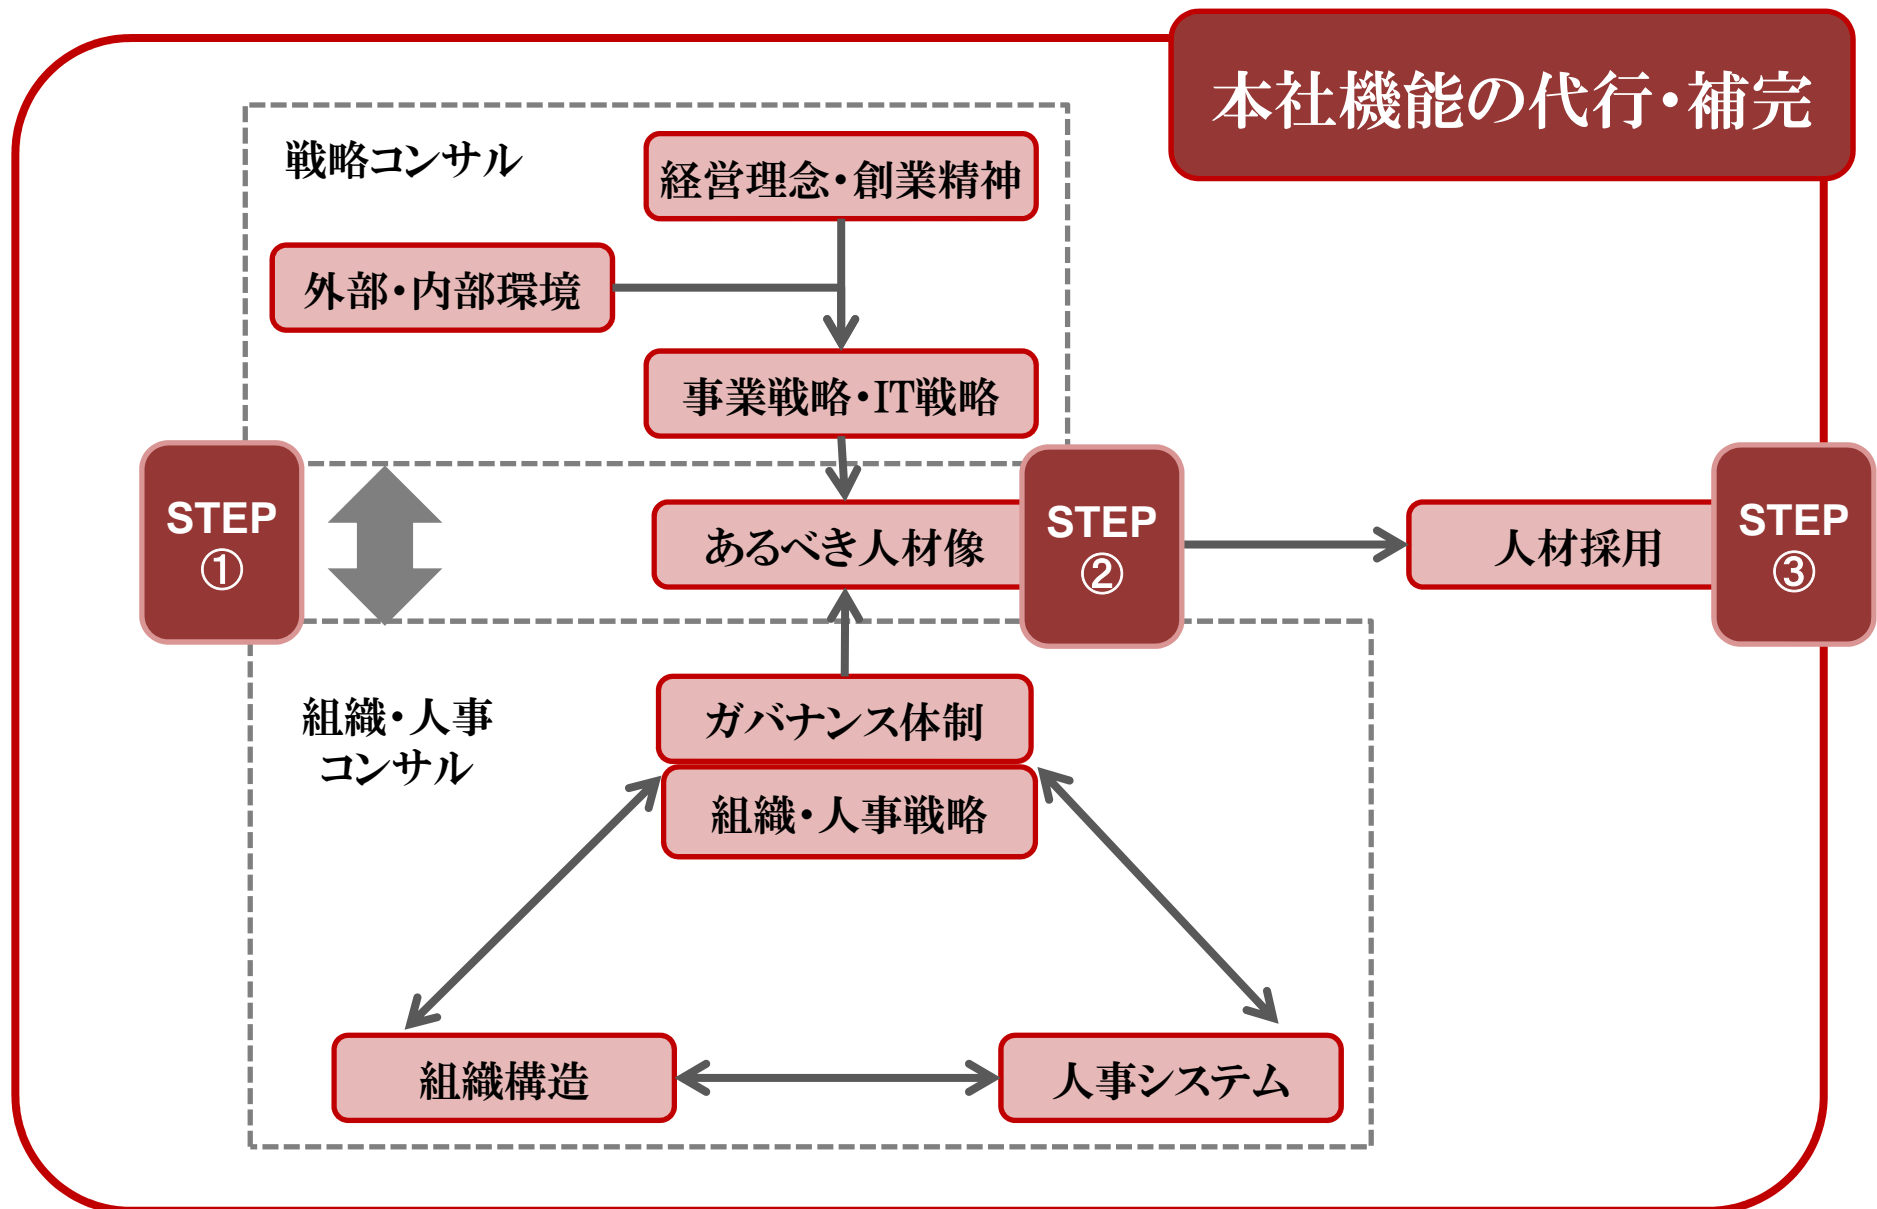 本社機能の代行・補完
戦略コンサル
経営理念・創業精神
外部・内部環境
事業戦略・IT戦略
STEP
①
あるべき人材像
STEP
②
人材採用
STEP
③
組織・人事
コンサル
ガバナンス体制
組織・人事戦略
組織構造
人事システム